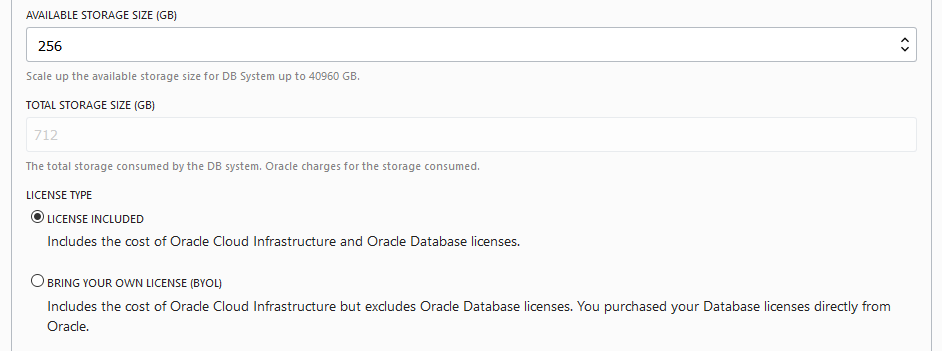 AVAILABLE STORAGE SIZE (GB)
256
Scale up the available storage size for DB System up to 40960 GB.
TOTAL STORAGE SIZE (GB)
712
The total storage consumed by the DB system. Oracle charges for the storage consumed.
LICENSE TYPE
LICENSE INCLUDED
Includes the cost of Oracle Cloud Infrastructure and Oracle Database licenses.
BRING YOUR OWN LICENSE (BYOL)
Includes the cost of Oracle Cloud Infrastructure but excludes Oracle Database licenses. You purchased your Database licenses directly from
Oracle.